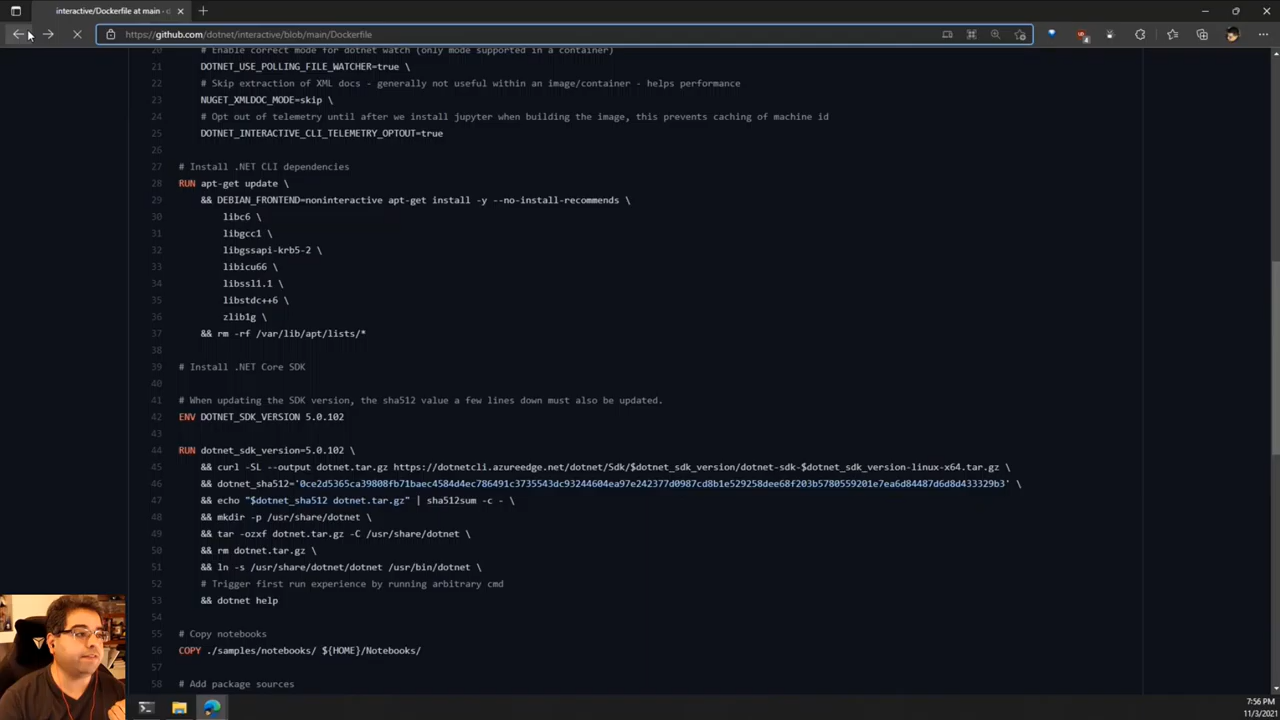 interactive/Dockerfile at main · d
https://github.com/dotnet/interactive/blob/main/Dockerfile
20 # Enable correct mode for dotnet watch (only mode supported in a container)
21 DOTNET_USE_POLLING_FILE_WATCHER=true \
22 # Skip extraction of XML docs - generally not useful within an image/container - helps performance
23 NUGET_XMLDOC_MODE=skip \
24 # Opt out of telemetry until after we install jupyter when building the image, this prevents caching of machine id
25 DOTNET_INTERACTIVE_CLI_TELEMETRY_OPTOUT=true
26
27 # Install .NET CLI dependencies
28 RUN apt-get update \
29 && DEBIAN_FRONTEND=noninteractive apt-get install -y --no-install-recommends \
30 libc6 \
31 libgcc1 \
32 libgssapi-krb5-2 \
33 libicu66 \
34 libssl1.1 \
35 libstdc++6 \
36 zlib1g \
37 && rm -rf /var/lib/apt/lists/*
38
39 # Install .NET Core SDK
40
41 # When updating the SDK version, the sha512 value a few lines down must also be updated.
42 ENV DOTNET_SDK_VERSION 5.0.102
43
44 RUN dotnet_sdk_version=5.0.102 \
45 && curl -SL --output dotnet.tar.gz https://dotnetcli.azureedge.net/dotnet/Sdk/$dotnet_sdk_version/dotnet-sdk-$dotnet_sdk_version-linux-x64.tar.gz \
46 && dotnet_sha512='0ce2d5365ca39808fb71baec4584d4ec786491c3735543dc93244604ea97e242377d0987cd8b1e529258dee68f203b5780559201e7ea6d84487d6d8d433329b3' \
47 && echo "$dotnet_sha512 dotnet.tar.gz" | sha512sum -c - \
48 && mkdir -p /usr/share/dotnet \
49 && tar -ozxf dotnet.tar.gz -C /usr/share/dotnet \
50 && rm dotnet.tar.gz \
51 && ln -s /usr/share/dotnet/dotnet /usr/bin/dotnet \
52 # Trigger first run experience by running arbitrary cmd
53 && dotnet help
54
55 # Copy notebooks
56 COPY ./samples/notebooks/ ${HOME}/Notebooks/
57
58 # Add package sources
7:56 PM
11/3/2021